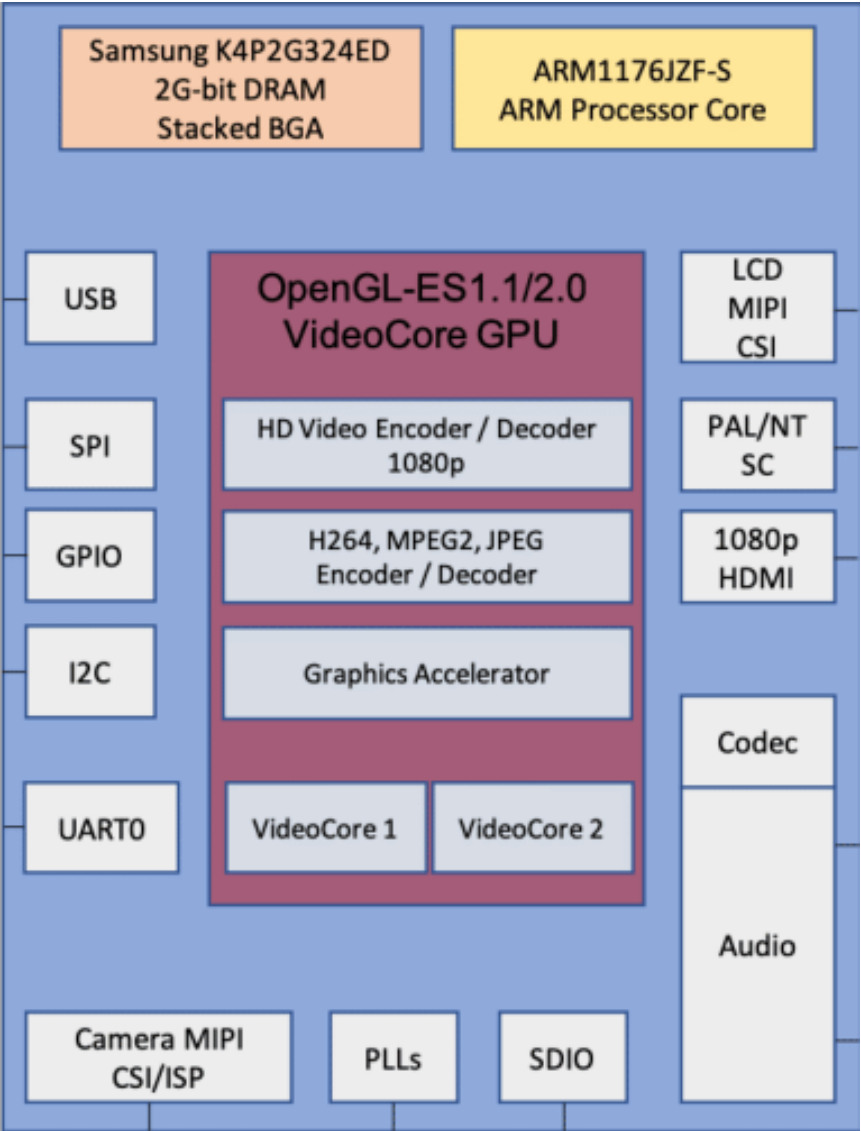 Samsung K4P2G324ED
2G-bit DRAM
Stacked BGA
ARM1176JZF-S
ARM Processor Core
USB
OpenGL-ES1.1/2.0
VideoCore GPU
LCD
MIPI
CSI
SPI
HD Video Encoder / Decoder
1080p
PAL/NT
SC
GPIO
H264, MPEG2, JPEG
Encoder / Decoder
1080p
HDMI
I2C
Graphics Accelerator
Codec
UART0
VideoCore 1
VideoCore 2
Audio
Camera MIPI
CSI/ISP
PLLs
SDIO